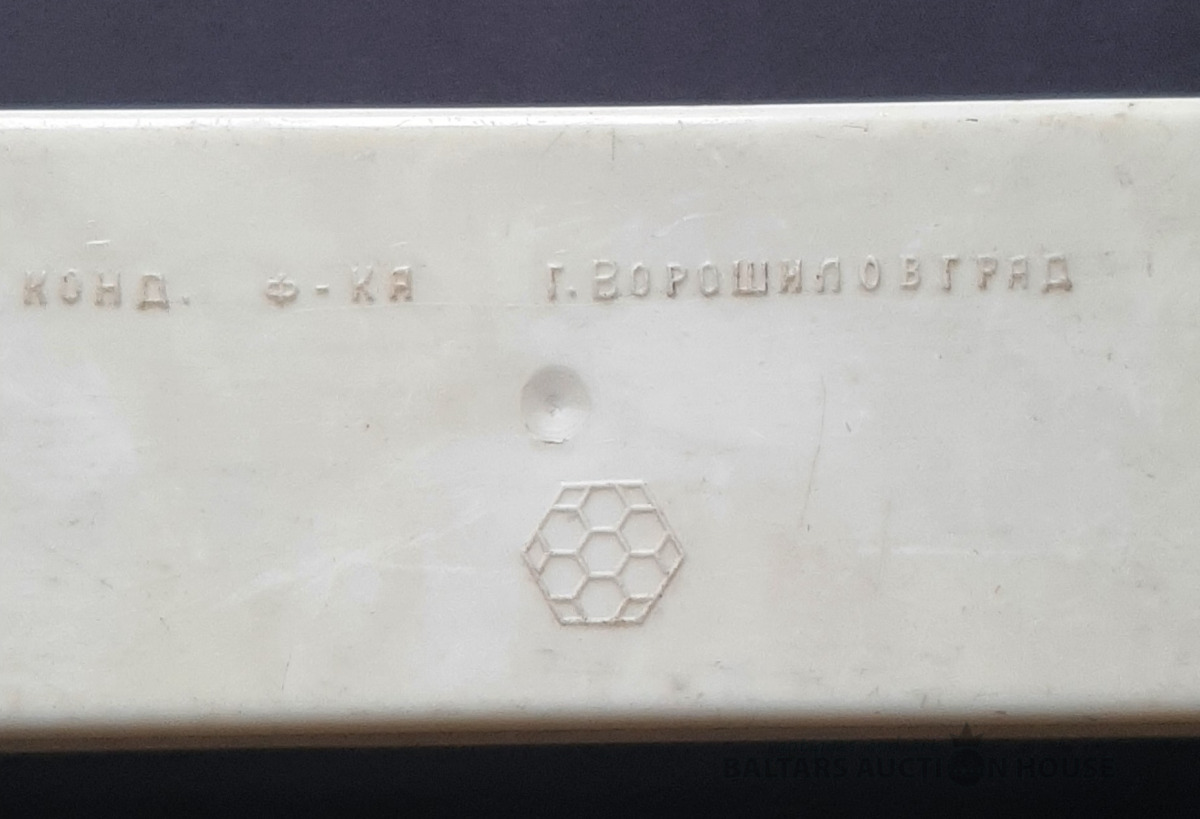 КОНД. Ф-КА Г. ВОРОШИЛОВГРАД
BALTARS AUCTION HOUSE